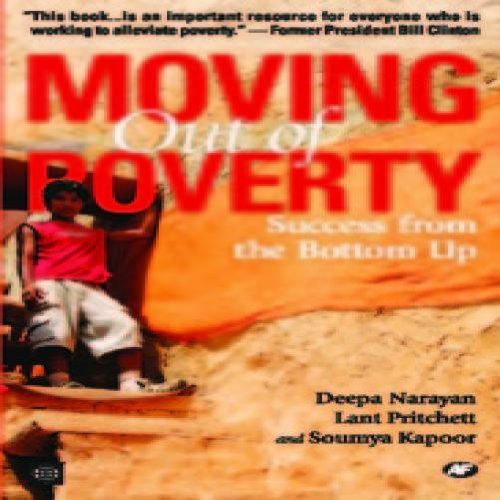 "This book...is an important resource for everyone who is
working to alleviate poverty." — Former President Bill Clinton
MOVING
Out of
POVERTY
Success from
the Bottom Up
Deepa Narayan
Lant Pritchett
and Soumya Kapoor